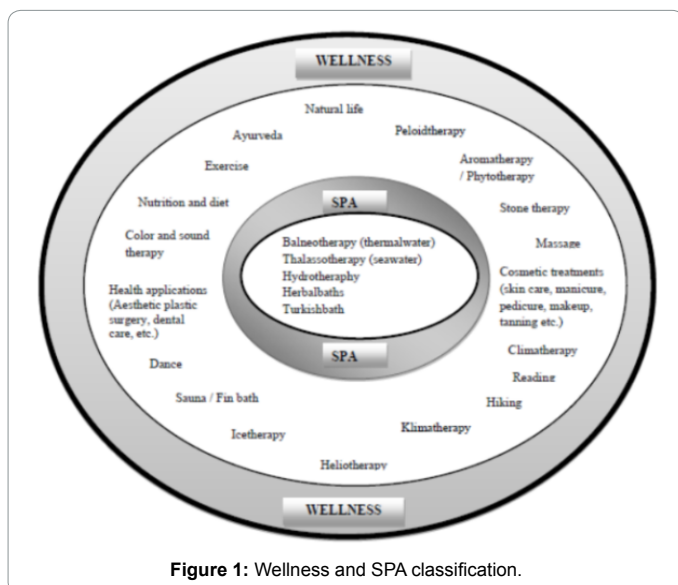 WELLNESS
Natural life
Peloidtherapy
Ayurveda
Aromatherapy
/ Phytotherapy
Exercise
Nutrition and diet
SPA
Stone therapy
Color and sound
therapy
Balneotherapy (thermalwater)
Thalassotherapy (seawater)
Hydrotheraphy
Herbalbaths
Turkishbath
Massage
Health applications
(Aesthetic plastic
surgery, dental
care, etc.)
Cosmetic treatments
(skin care, manicure,
pedicure, makeup,
tanning etc.)
SPA
Climatherapy
Dance
Reading
Sauna / Fin bath
Hiking
Icetherapy
Klimatherapy
Heliotherapy
WELLNESS
Figure 1: Wellness and SPA classification.